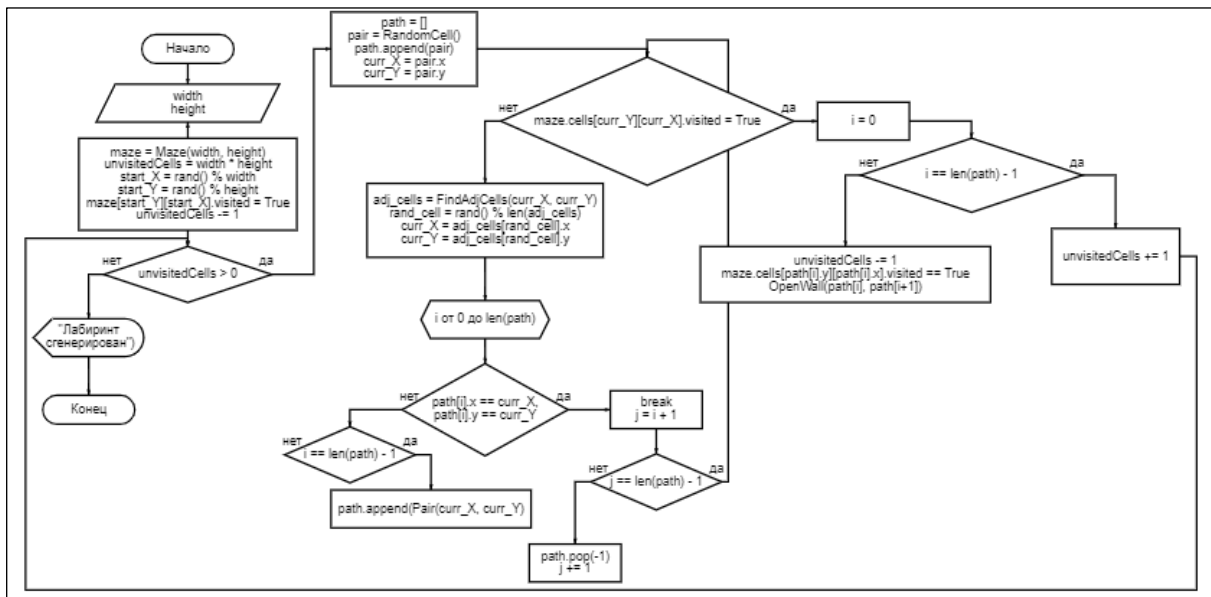 Начало
width
height
maze = Maze(width, height)
unvisitedCells = width * height
start_X = rand() % width
start_Y = rand() % height
maze[start_Y][start_X].visited = True
unvisitedCells -= 1
нет
unvisitedCells > 0
да
"Лабиринт
сгенерирован")
Конец
path = []
pair = RandomCell()
path.append(pair)
curr_X = pair.x
curr_Y = pair.y
нет
maze.cells[curr_Y][curr_X].visited = True
да
adj_cells = FindAdjCells(curr_X, curr_Y)
rand_cell = rand() % len(adj_cells)
curr_X = adj_cells[rand_cell].x
curr_Y = adj_cells[rand_cell].y
i от 0 до len(path)
нет
path[i].x == curr_X,
path[i].y == curr_Y
да
нет
i == len(path) - 1
да
path.append(Pair(curr_X, curr_Y)
break
j = i + 1
нет
j == len(path) - 1
да
path.pop(-1)
j += 1
i = 0
нет
i == len(path) - 1
да
unvisitedCells -= 1
maze.cells[path[i].y][path[i].x].visited == True
OpenWall(path[i], path[i+1])
unvisitedCells += 1